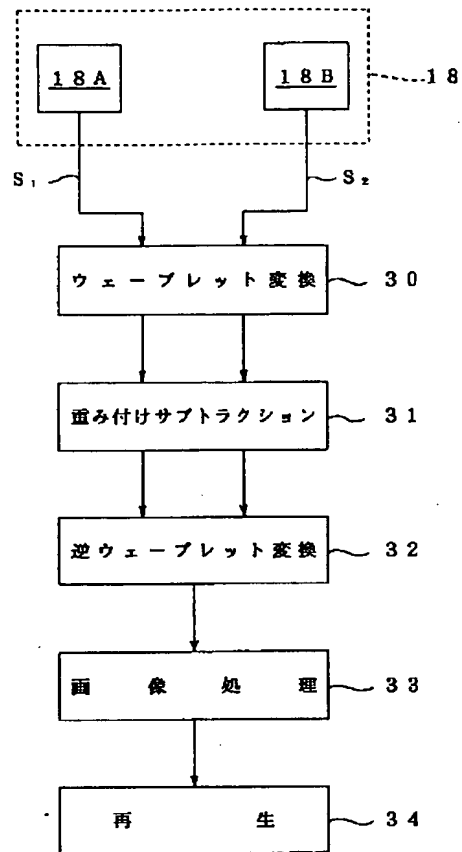 18A 18B 18
S₁ S₂
ウェーブレット変換 30
重み付けサブトラクション 31
逆ウェーブレット変換 32
画像処理 33
再生 34